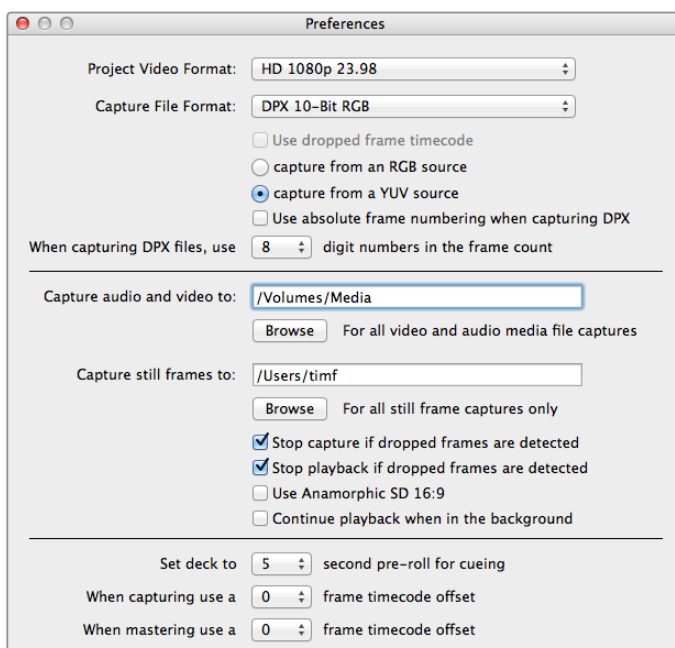 Preferences
Project Video Format: HD 1080p 23.98
Capture File Format: DPX 10-Bit RGB
Use dropped frame timecode
capture from an RGB source
capture from a YUV source
Use absolute frame numbering when capturing DPX
When capturing DPX files, use 8 digit numbers in the frame count
Capture audio and video to: /Volumes/Media
Browse For all video and audio media file captures
Capture still frames to: /Users/timf
Browse For all still frame captures only
Stop capture if dropped frames are detected
Stop playback if dropped frames are detected
Use Anamorphic SD 16:9
Continue playback when in the background
Set deck to 5 second pre-roll for cueing
When capturing use a 0 frame timecode offset
When mastering use a 0 frame timecode offset